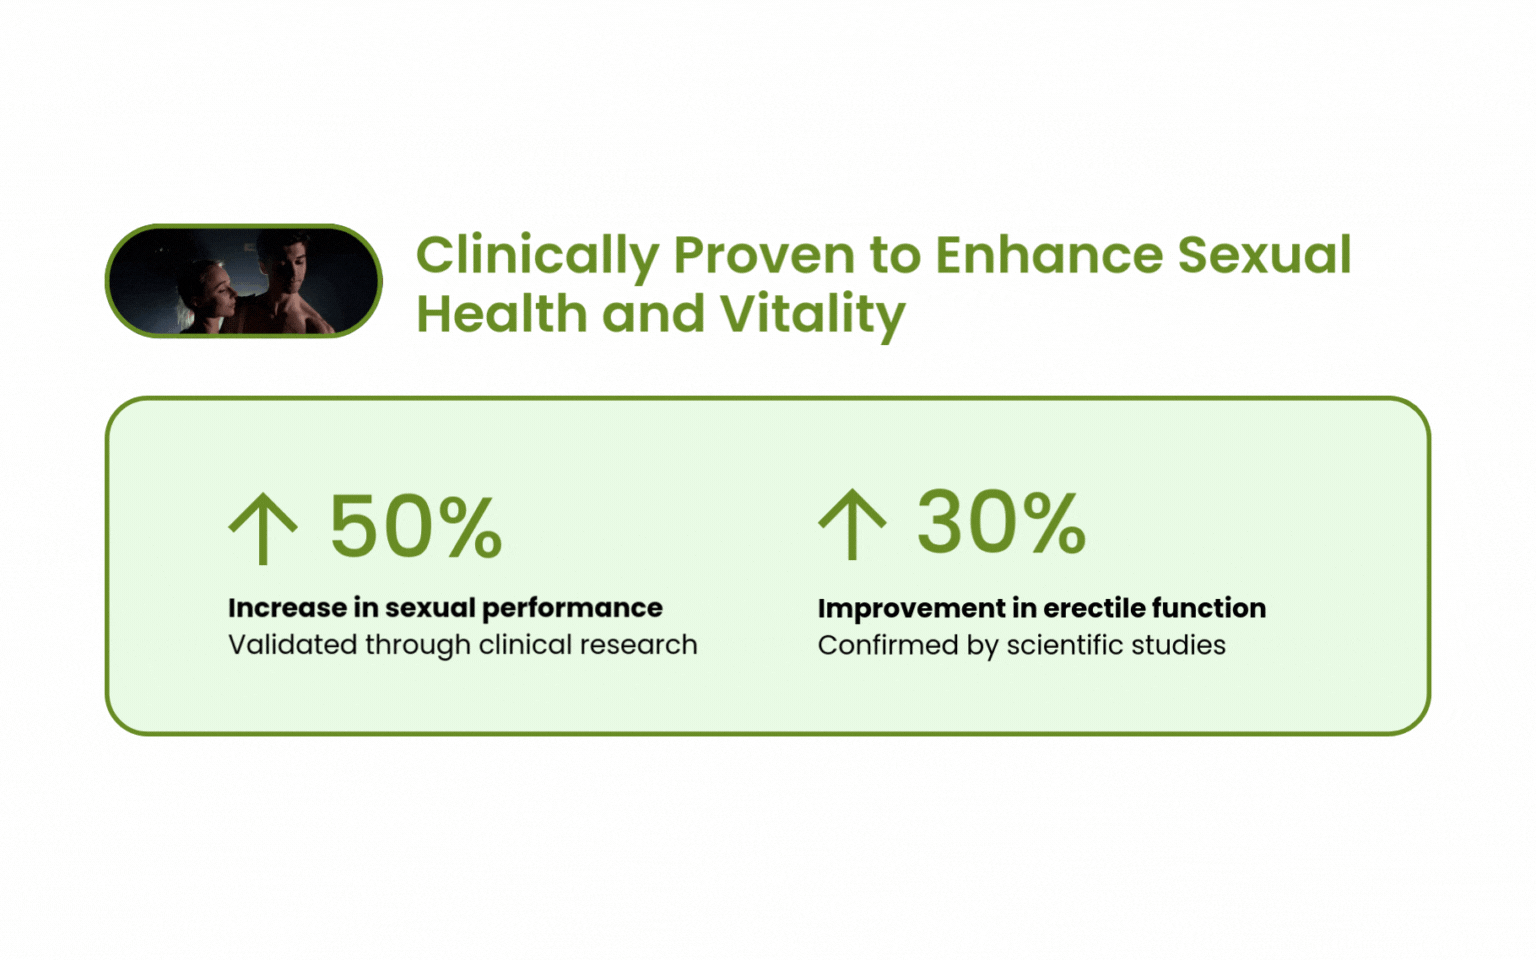 Clinically Proven to Enhance Sexual
Health and Vitality
↑ 50%
Increase in sexual performance
Validated through clinical research
↑ 30%
Improvement in erectile function
Confirmed by scientific studies